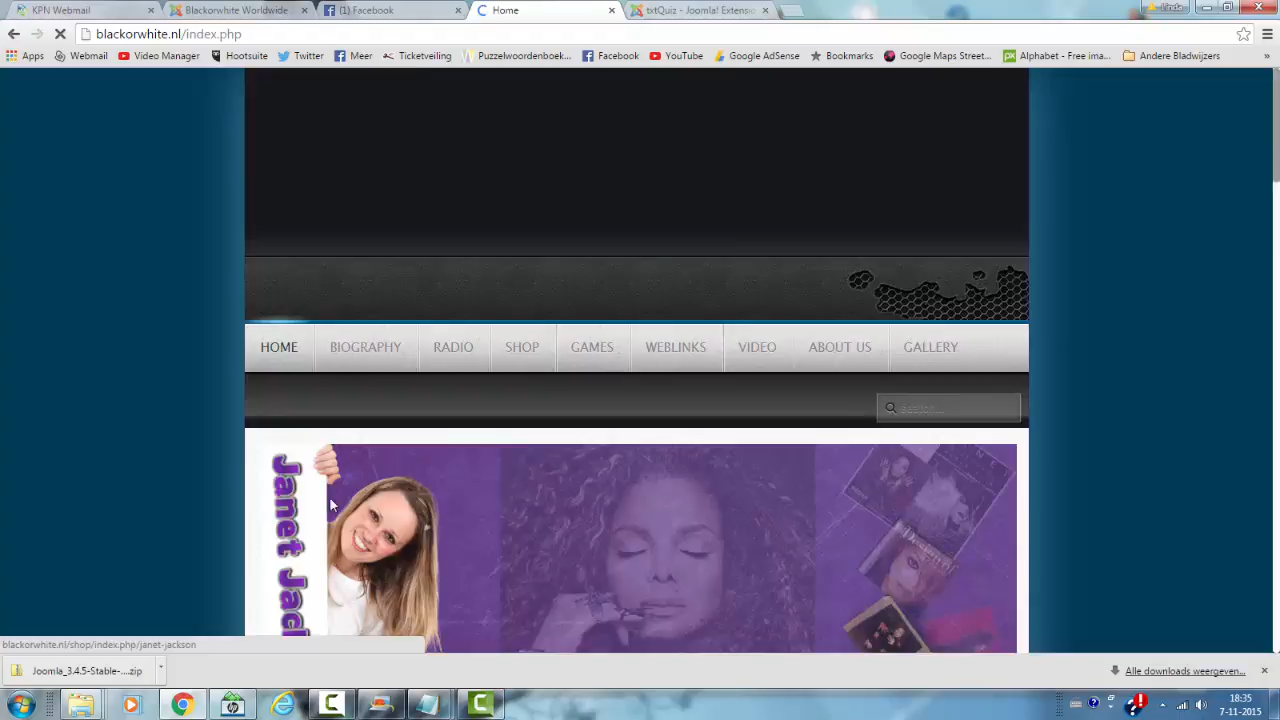 KPN Webmail
Blackorwhite Worldwide
(1) Facebook
Home
txtQuiz - Joomla! Extensio
blackorwhite.nl/index.php
Apps
Webmail
Video Manager
Hootsuite
Twitter
Meer
Ticketveiling
Puzzelwoordenboek...
Facebook
YouTube
Google AdSense
Bookmarks
Google Maps Street...
Alphabet - Free ima...
Andere Bladwijzers
»
HOME
BIOGRAPHY
RADIO
SHOP
GAMES
WEBLINKS
VIDEO
ABOUT US
GALLERY
Janet Jac
blackorwhite.nl/shop/index.php/janet-jackson
Joomla_3.4.5-Stable-....zip
Alle downloads weergeven...
18:35
7-11-2015